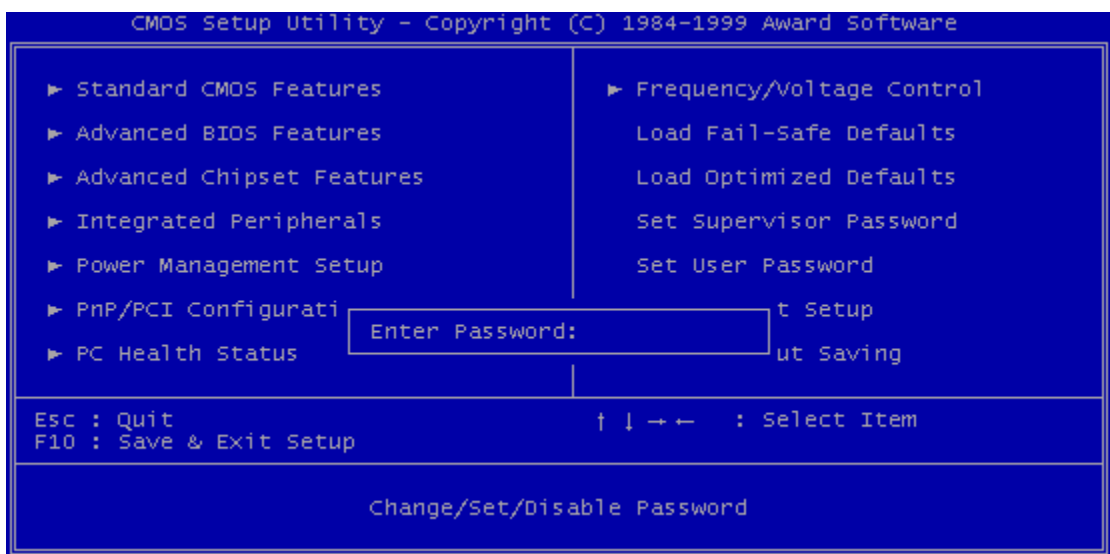 CMOS Setup Utility - Copyright (C) 1984-1999 Award Software
► Standard CMOS Features
► Advanced BIOS Features
► Advanced Chipset Features
► Integrated Peripherals
► Power Management Setup
► PnP/PCI Configurati
► PC Health Status
► Frequency/Voltage Control
Load Fail-Safe Defaults
Load Optimized Defaults
Set Supervisor Password
Set User Password
t Setup
ut Saving
Enter Password:
Esc : Quit
F10 : Save & Exit Setup
↑ ↓ → ← : Select Item
Change/Set/Disable Password